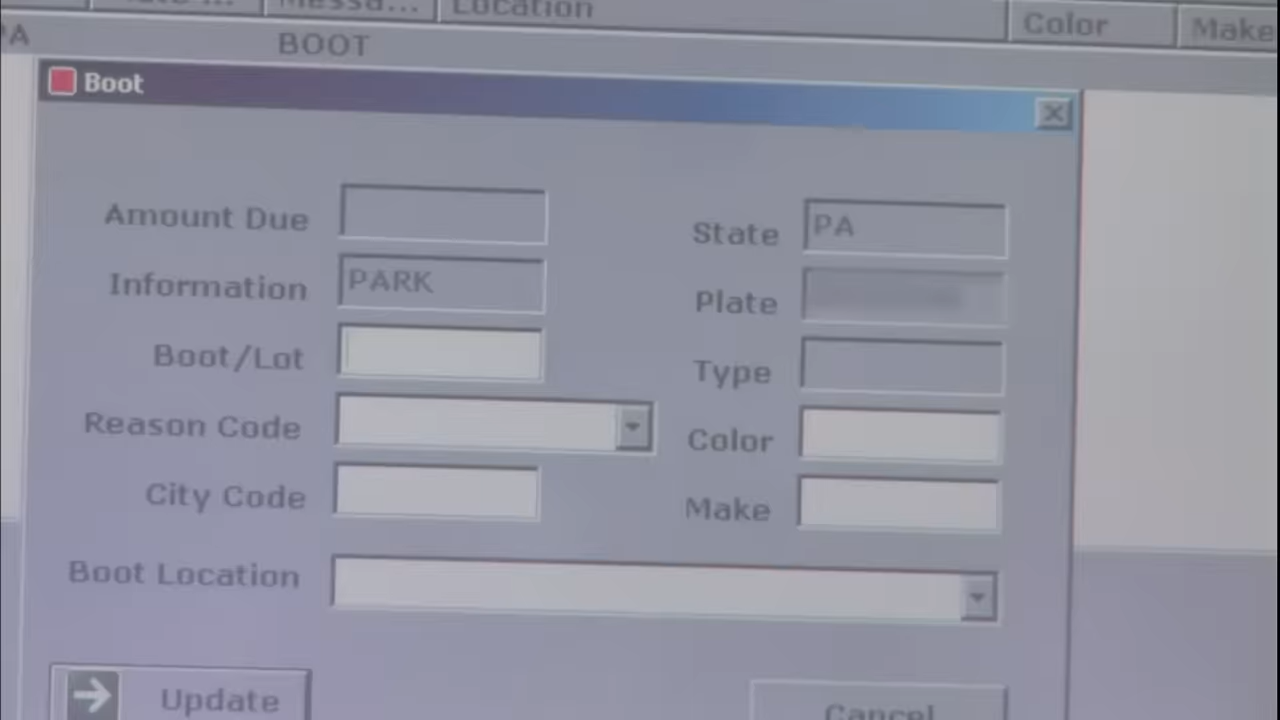 Messa... Location Color Make
PA BOOT
Boot
Amount Due
State PA
Information PARK
Plate
Boot/Lot
Type
Reason Code
Color
City Code
Make
Boot Location
Update
Cancel